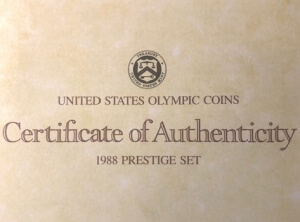 UNITED STATES OLYMPIC COINS
Certificate of Authenticity
1988 PRESTIGE SET